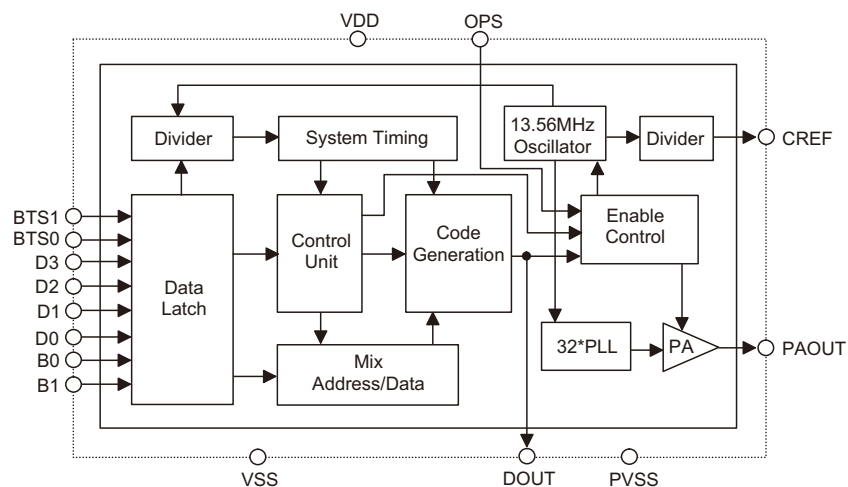 VDD
OPS
Divider
System Timing
13.56MHz
Oscillator
Divider
CREF
BTS1
BTS0
D3
D2
D1
D0
B0
B1
Data
Latch
Control
Unit
Code
Generation
Enable
Control
Mix
Address/Data
32*PLL
PA
PAOUT
VSS
DOUT
PVSS